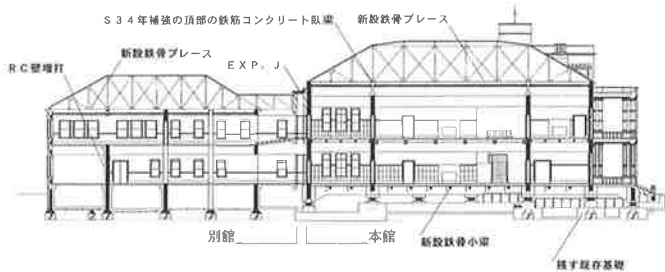 S34年補強の頂部の鉄筋コンクリート臥梁
新設鉄骨ブレース
新設鉄骨ブレース
EXP. J
RC壁増打
別館
本館
新設鉄骨小梁
残す既存基礎